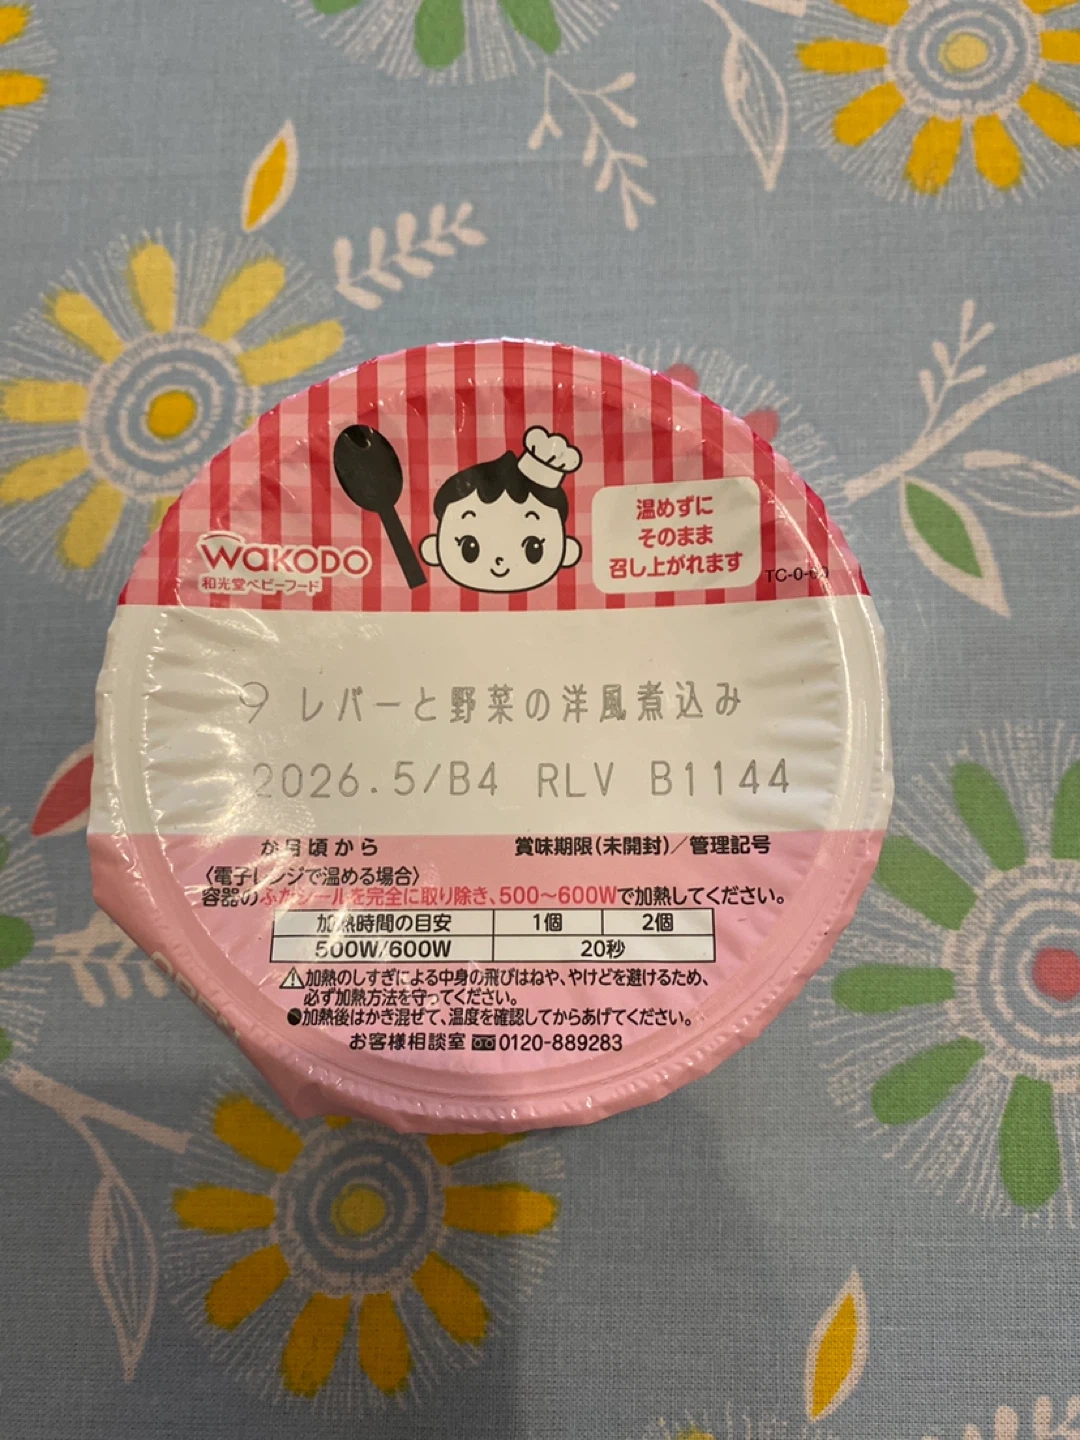 温めずに
そのまま
召し上がれます
WaKODO
和光堂ベビーフード
9 レバーと野菜の洋風煮込み
2026.5/B4 RLV B1144
か月頃から 賞味期限(未開封)／管理記号
〈電子レンジで温める場合〉
容器のふたシールを完全に取り除き、500～600Wで加熱してください。
加熱時間の目安 1個 2個
500W/600W 20秒
⚠加熱のしすぎによる中身の飛びはねや、やけどを避けるため、
必ず加熱方法を守ってください。
●加熱後はかき混ぜて、温度を確認してからあげてください。
お客様相談室 0120-889283